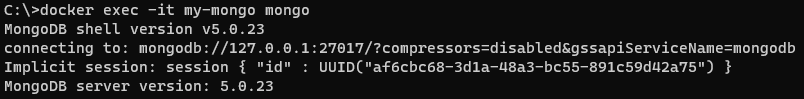 C:\>docker exec -it my-mongo mongo
MongoDB shell version v5.0.23
connecting to: mongodb://127.0.0.1:27017/?compressors=disabled&gssapiServiceName=mongodb
Implicit session: session { "id" : UUID("af6cbc68-3d1a-48a3-bc55-891c59d42a75") }
MongoDB server version: 5.0.23